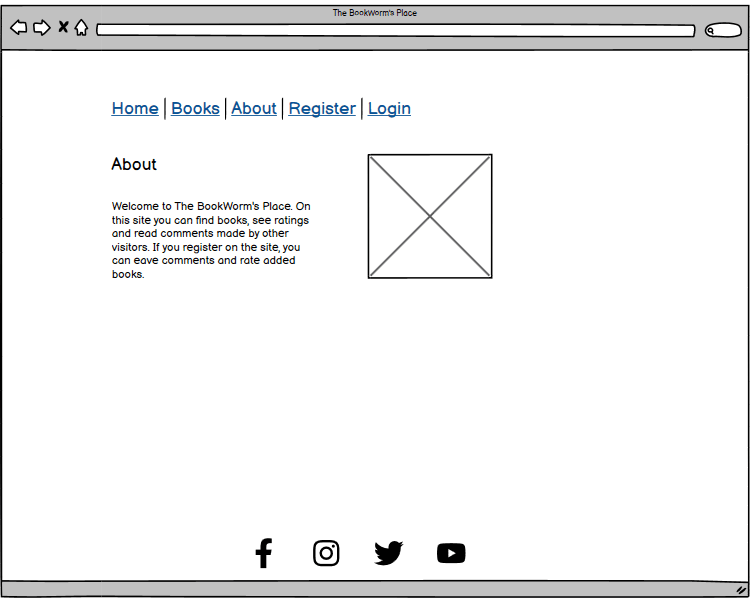 The BookWorm's Place
Home | Books | About | Register | Login
About
Welcome to The BookWorm's Place. On
this site you can find books, see ratings
and read comments made by other
visitors. If you register on the site, you
can eave comments and rate added
books.